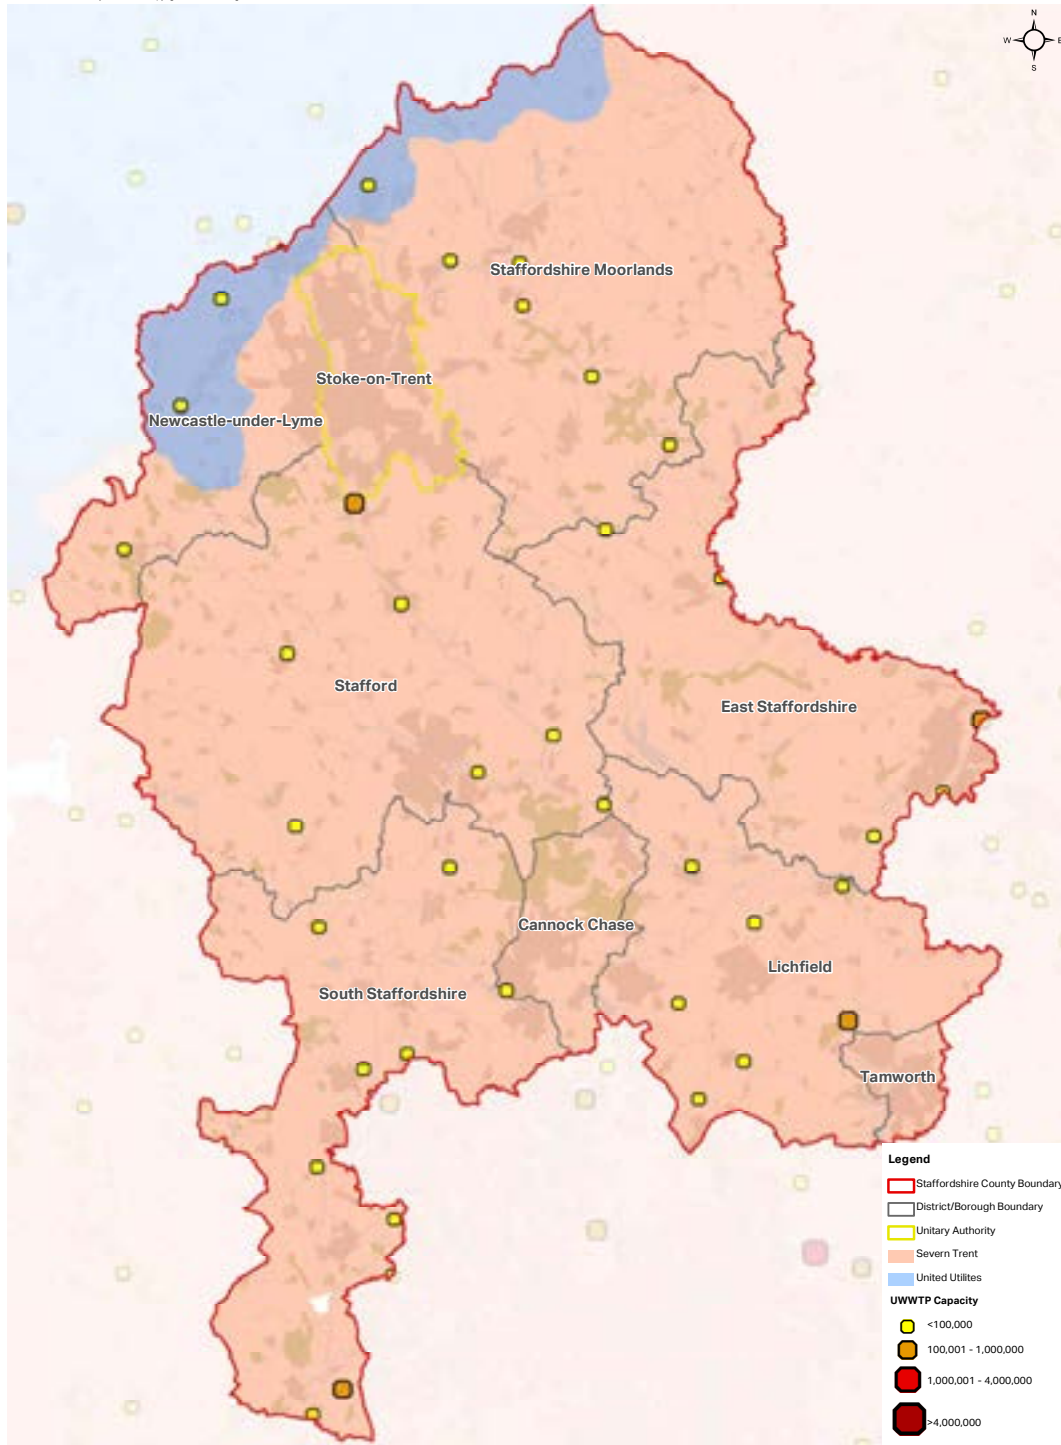 N
W E
S
Staffordshire Moorlands
Stoke-on-Trent
Newcastle-under-Lyme
Stafford
East Staffordshire
Cannock Chase
Lichfield
South Staffordshire
Tamworth
Legend
Staffordshire County Boundary
District/Borough Boundary
Unitary Authority
Severn Trent
United Utilites
UWWTP Capacity
<100,000
100,001 - 1,000,000
1,000,001 - 4,000,000
>4,000,000